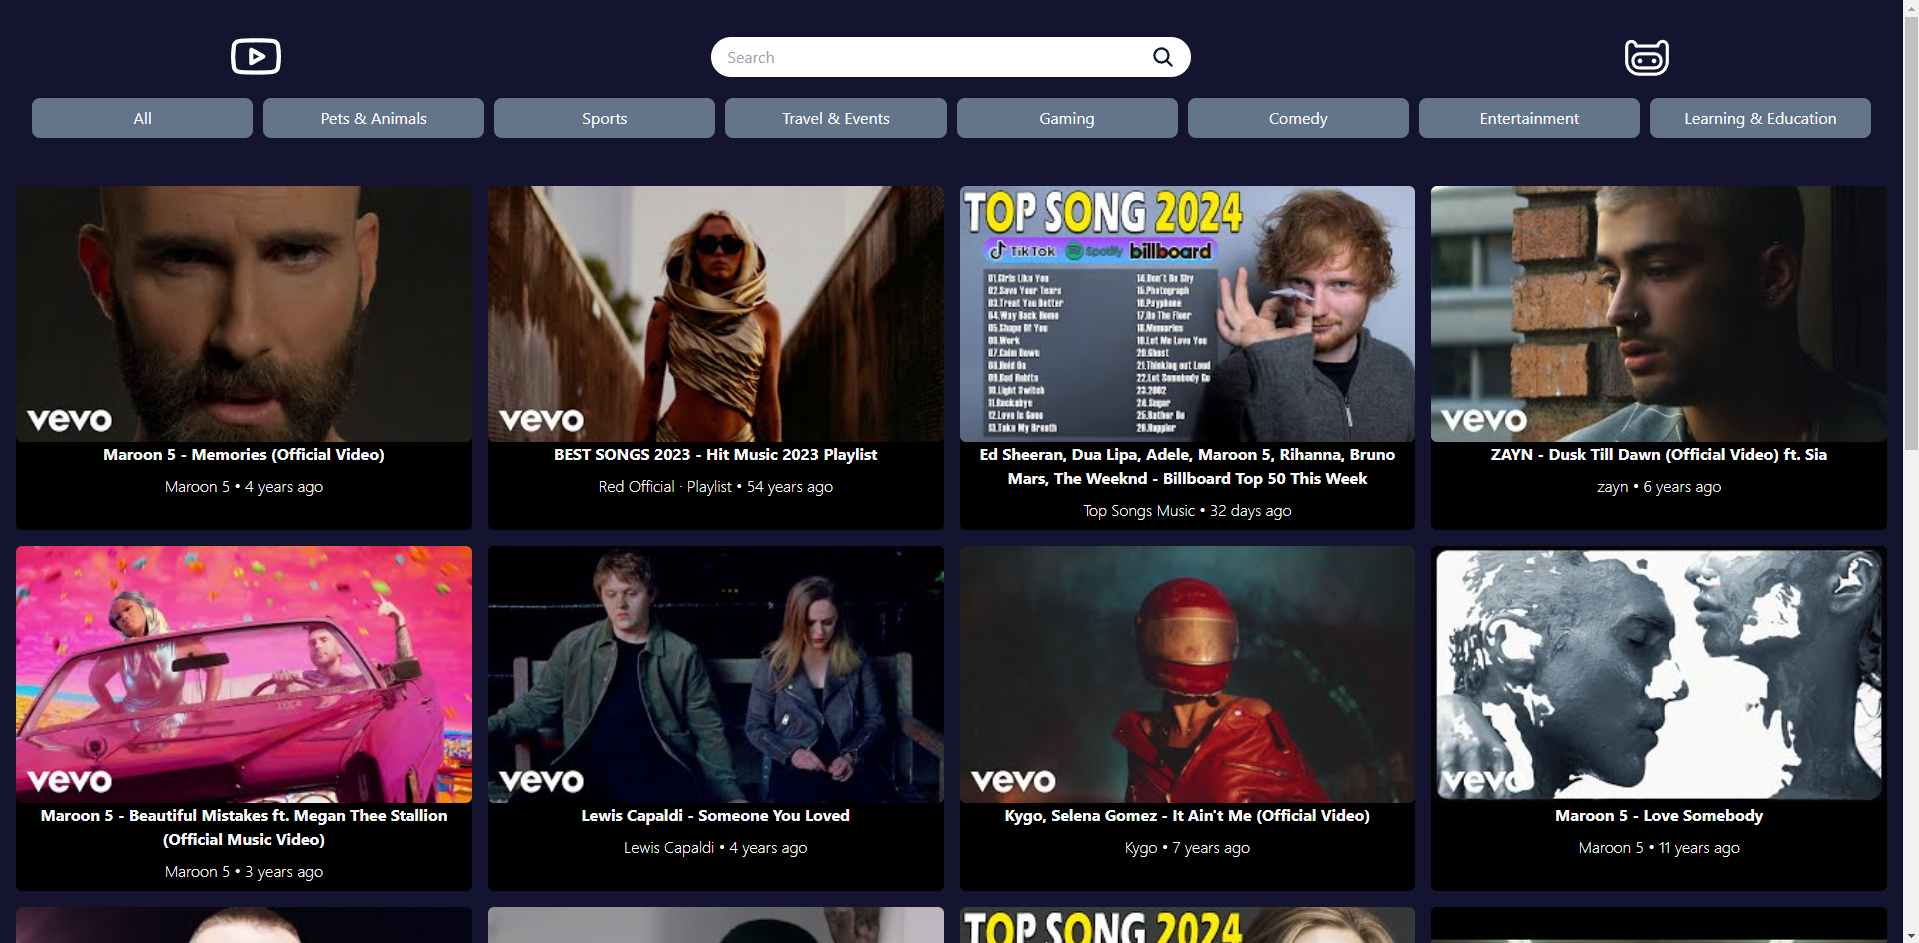 Search
All
Pets & Animals
Sports
Travel & Events
Gaming
Comedy
Entertainment
Learning & Education
vevo
Maroon 5 - Memories (Official Video)
Maroon 5 • 4 years ago
vevo
BEST SONGS 2023 - Hit Music 2023 Playlist
Red Official · Playlist • 54 years ago
TOP SONG 2024
TikTok Spotify billboard
01.Girls Like You
02.Save Your Tears
03.Treat You Better
04.Way Back Home
05.Shape Of You
06.Work
07.Calm Down
08.Hold On
09.Bad Habits
10.Light Switch
11.Rockabye
12.Love Is Gone
13.Take My Breath
14.Don't Be Shy
15.Photograph
16.Payphone
17.On The Floor
18.Memories
19.Let Me Love You
20.Ghost
21.Thinking out Loud
22.Let Somebody Go
23.2002
24.Sugar
25.Rather Be
26.Happier
Ed Sheeran, Dua Lipa, Adele, Maroon 5, Rihanna, Bruno
Mars, The Weeknd - Billboard Top 50 This Week
Top Songs Music • 32 days ago
vevo
ZAYN - Dusk Till Dawn (Official Video) ft. Sia
zayn • 6 years ago
vevo
Maroon 5 - Beautiful Mistakes ft. Megan Thee Stallion
(Official Music Video)
Maroon 5 • 3 years ago
vevo
Lewis Capaldi - Someone You Loved
Lewis Capaldi • 4 years ago
vevo
Kygo, Selena Gomez - It Ain't Me (Official Video)
Kygo • 7 years ago
vevo
Maroon 5 - Love Somebody
Maroon 5 • 11 years ago
TOP SONG 2024